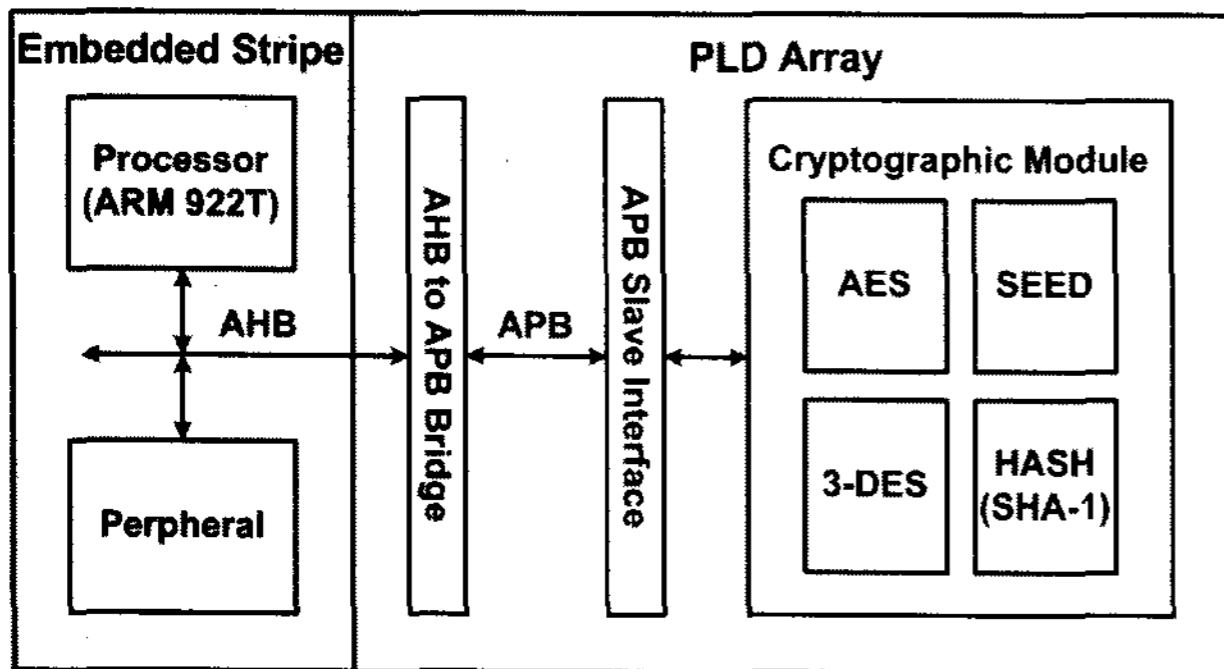 Embedded Stripe
PLD Array
Processor
(ARM 922T)
AHB
Perpheral
AHB to APB Bridge
APB
APB Slave Interface
Cryptographic Module
AES
SEED
3-DES
HASH
(SHA-1)